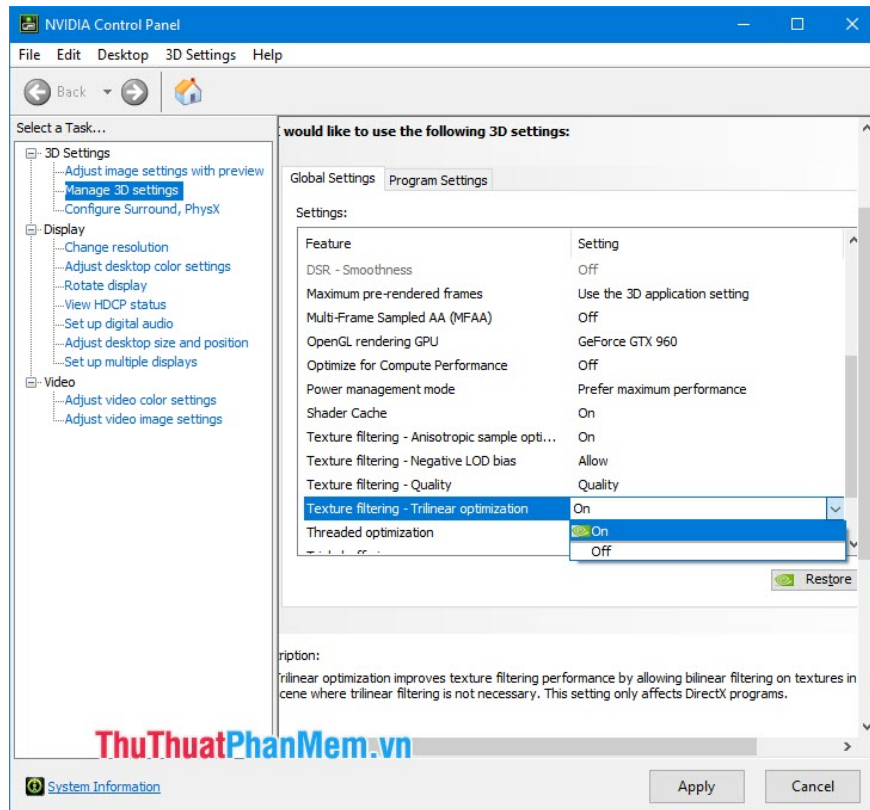 NVIDIA Control Panel
File Edit Desktop 3D Settings Help
Back
Select a Task...
3D Settings
Adjust image settings with preview
Manage 3D settings
Configure Surround, PhysX
Display
Change resolution
Adjust desktop color settings
Rotate display
View HDCP status
Set up digital audio
Adjust desktop size and position
Set up multiple displays
Video
Adjust video color settings
Adjust video image settings
would like to use the following 3D settings:
Global Settings Program Settings
Settings:
Feature Setting
DSR - Smoothness Off
Maximum pre-rendered frames Use the 3D application setting
Multi-Frame Sampled AA (MFAA) Off
OpenGL rendering GPU GeForce GTX 960
Optimize for Compute Performance Off
Power management mode Prefer maximum performance
Shader Cache On
Texture filtering - Anisotropic sample opti... On
Texture filtering - Negative LOD bias Allow
Texture filtering - Quality Quality
Texture filtering - Trilinear optimization On
Threaded optimization On
Off
Restore
ription:
rilinear optimization improves texture filtering performance by allowing bilinear filtering on textures in
cene where trilinear filtering is not necessary. This setting only affects DirectX programs.
ThuThuatPhanMem.vn
System Information
Apply Cancel